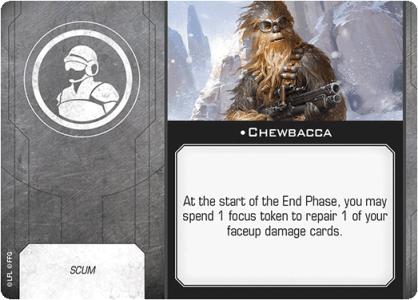 • Chewbacca
At the start of the End Phase, you may
spend 1 focus token to repair 1 of your
faceup damage cards.
SCUM
©LFL ©FFG